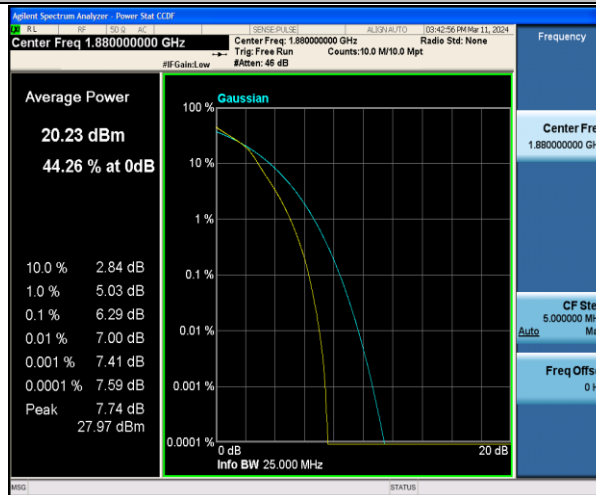 Agilent Spectrum Analyzer - Power Stat CCDF
RL RF 50 Ω AC SENSE:PULSE ALIGN AUTO 03:42:56 PM Mar 11, 2024
Center Freq 1.880000000 GHz
Center Freq: 1.880000000 GHz Radio Std: None
Trig: Free Run Counts:10.0 M/10.0 Mpt
#IFGain:Low #Atten: 46 dB
Frequency
Average Power
20.23 dBm
44.26 % at 0dB
10.0 % 2.84 dB
1.0 % 5.03 dB
0.1 % 6.29 dB
0.01 % 7.00 dB
0.001 % 7.41 dB
0.0001 % 7.59 dB
Peak 7.74 dB
27.97 dBm
Gaussian
100 %
10 %
1 %
0.1 %
0.01 %
0.001 %
0.0001 %
0 dB 20 dB
Info BW 25.000 MHz
Center Fre
1.880000000 GH
CF Ste
5.000000 MH
Auto Ma
Freq Offs
0 H
MSG STATUS